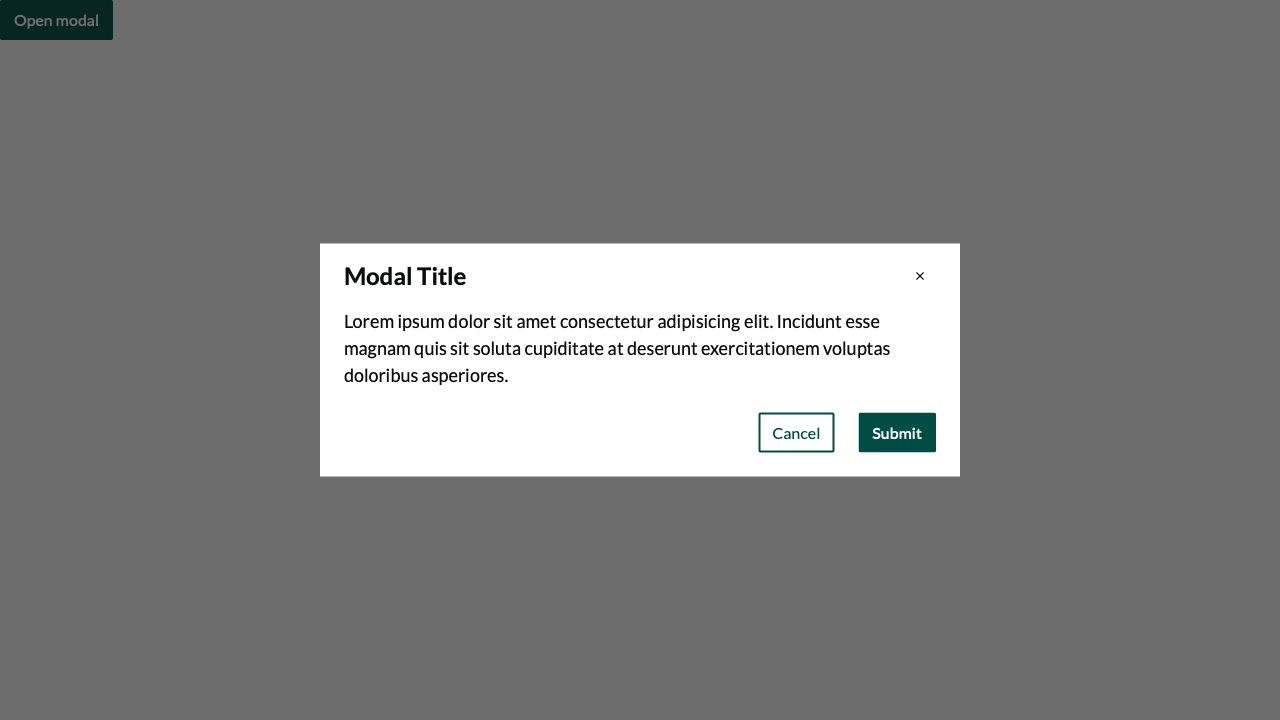 Open modal
Modal Title
×
Lorem ipsum dolor sit amet consectetur adipisicing elit. Incidunt esse
magnam quis sit soluta cupiditate at deserunt exercitationem voluptas
doloribus asperiores.
Cancel
Submit